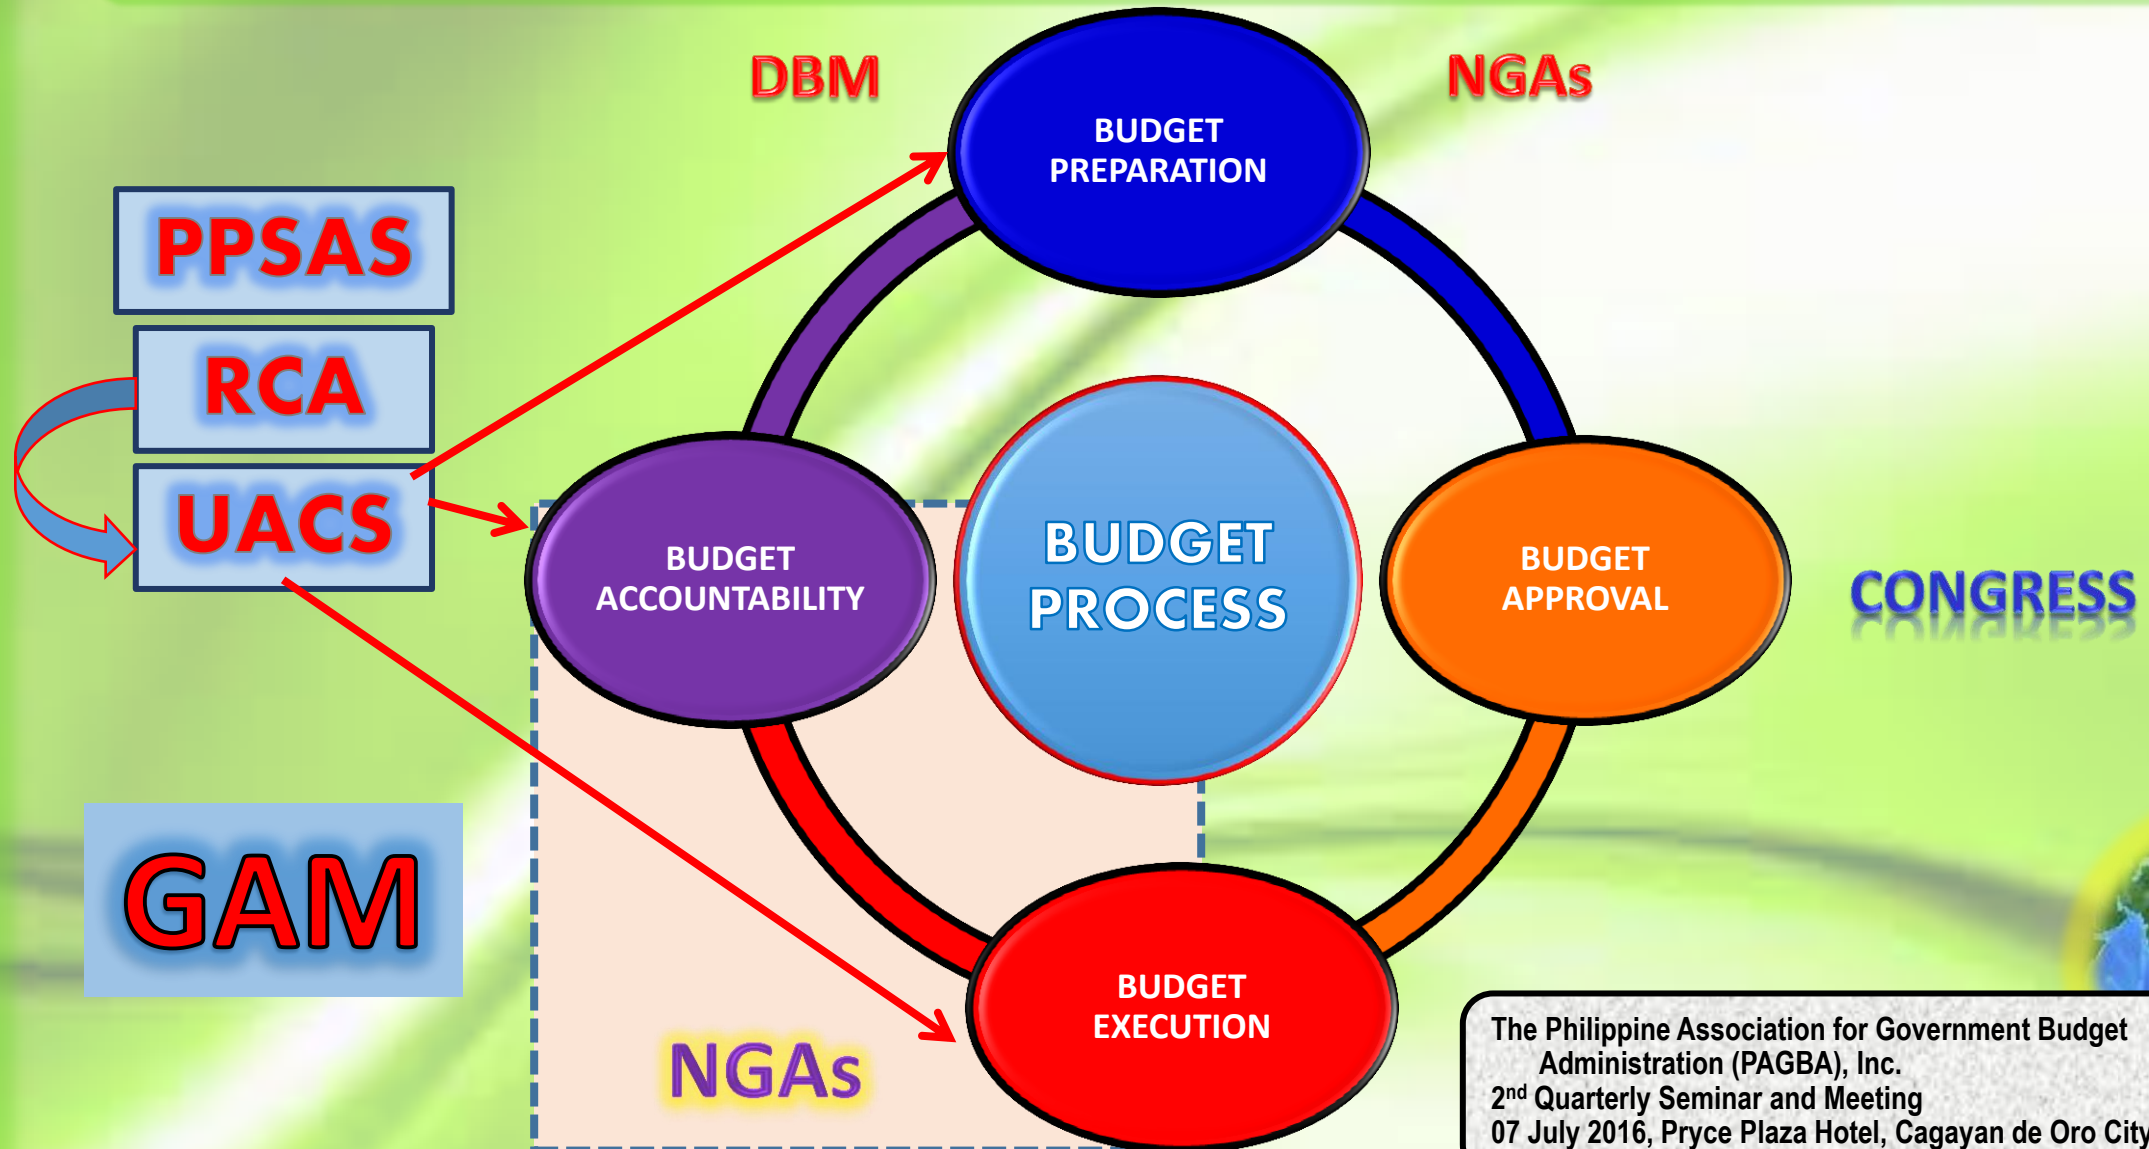 DBM
NGAs
BUDGET
PREPARATION
PPSAS
RCA
UACS
BUDGET
ACCOUNTABILITY
BUDGET
PROCESS
BUDGET
APPROVAL
CONGRESS
GAM
BUDGET
EXECUTION
NGAs
The Philippine Association for Government Budget
Administration (PAGBA), Inc.
2nd Quarterly Seminar and Meeting
07 July 2016, Pryce Plaza Hotel, Cagayan de Oro City